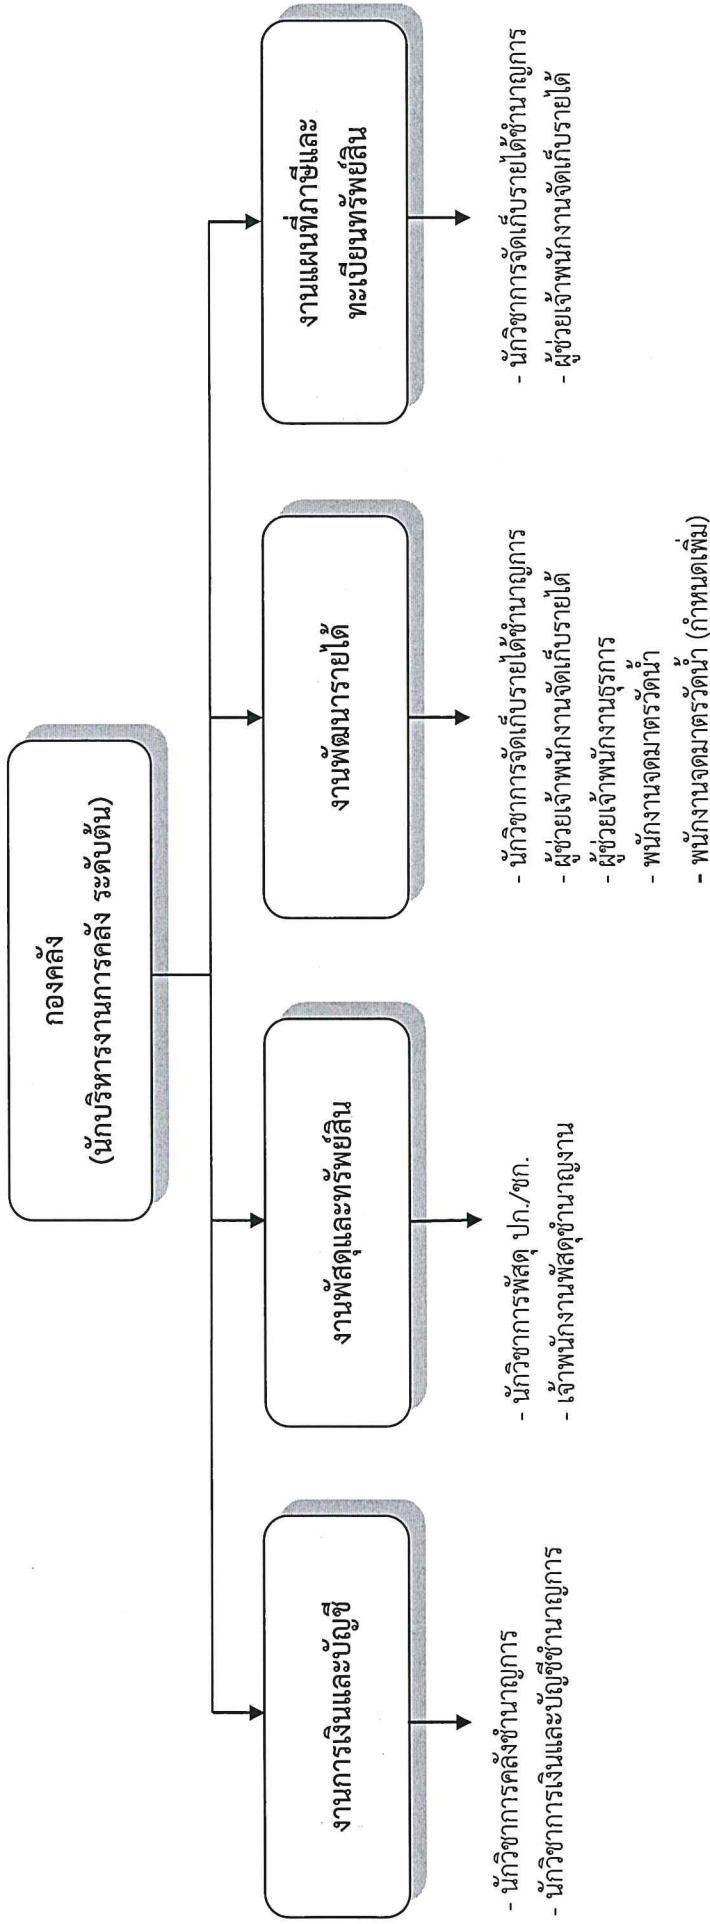 กองคลัง
(นักบริหารงานการคลัง ระดับต้น)
งานการเงินและบัญชี
- นักวิชาการคลังชำนาญการ
- นักวิชาการเงินและบัญชีชำนาญการ
งานพัสดุและทรัพย์สิน
- นักวิชาการพัสดุ ปก./ชก.
- เจ้าพนักงานพัสดุชำนาญงาน
งานพัฒนารายได้
- นักวิชาการจัดเก็บรายได้ชำนาญการ
- ผู้ช่วยเจ้าพนักงานจัดเก็บรายได้
- ผู้ช่วยเจ้าพนักงานธุรการ
- พนักงานจดมาตรวัดน้ำ
- พนักงานจดมาตรวัดน้ำ (กำหนดเพิ่ม)
งานแผนที่ภาษีและ
ทะเบียนทรัพย์สิน
- นักวิชาการจัดเก็บรายได้ชำนาญการ
- ผู้ช่วยเจ้าพนักงานจัดเก็บรายได้